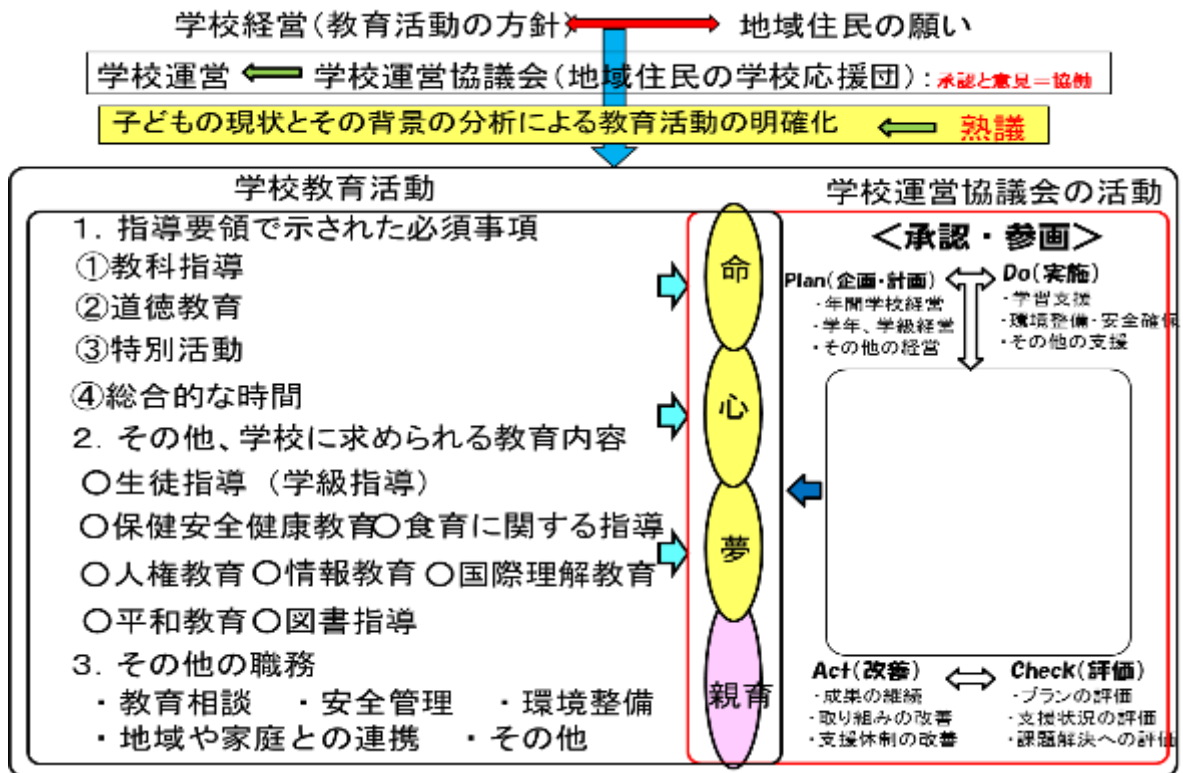 学校経営(教育活動の方針) 地域住民の願い
学校運営 学校運営協議会(地域住民の学校応援団):承認と意見=協働
子どもの現状とその背景の分析による教育活動の明確化 熟議
学校教育活動
1.指導要領で示された必須事項
①教科指導
②道徳教育
③特別活動
④総合的な時間
2.その他、学校に求められる教育内容
○生徒指導(学級指導)
○保健安全健康教育○食育に関する指導
○人権教育○情報教育○国際理解教育
○平和教育○図書指導
3.その他の職務
・教育相談 ・安全管理 ・環境整備
・地域や家庭との連携 ・その他
命
心
夢
親育
学校運営協議会の活動
<承認・参画>
Plan(企画・計画)
・年間学校経営
・学年、学級経営
・その他の経営
Do(実施)
・学習支援
・環境整備・安全確保
・その他の支援
Act(改善)
・成果の継続
・取り組みの改善
・支援体制の改善
Check(評価)
・プランの評価
・支援状況の評価
・課題解決への評価